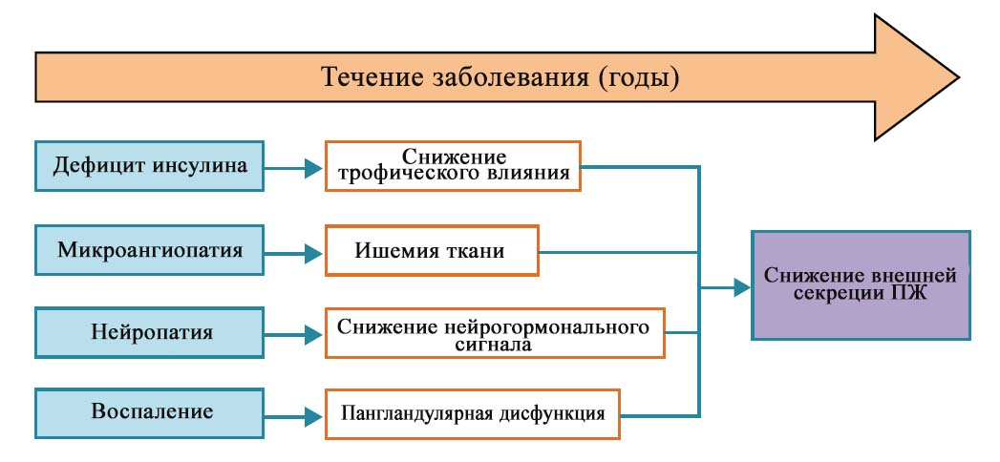 Течение заболевания (годы)
Дефицит инсулина
Снижение
трофического влияния
Микроангиопатия
Ишемия ткани
Снижение внешней
секреции ПЖ
Нейропатия
Снижение нейрогормонального
сигнала
Воспаление
Пангландулярная дисфункция